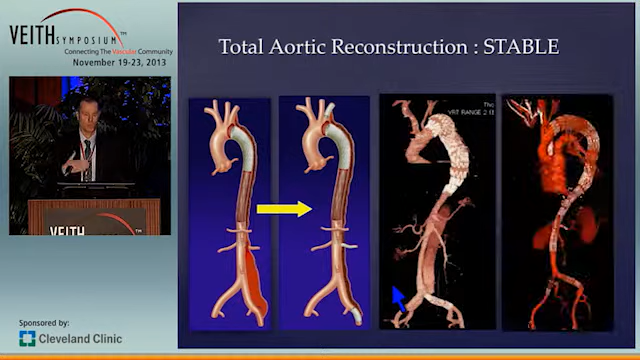 VEITHSYMPOSIUM™
Connecting The Vascular Community
November 19-23, 2013
Total Aortic Reconstruction : STABLE
VRT RANGE 2
VEITH
SYMPOSIUM
Sponsored by:
Cleveland Clinic